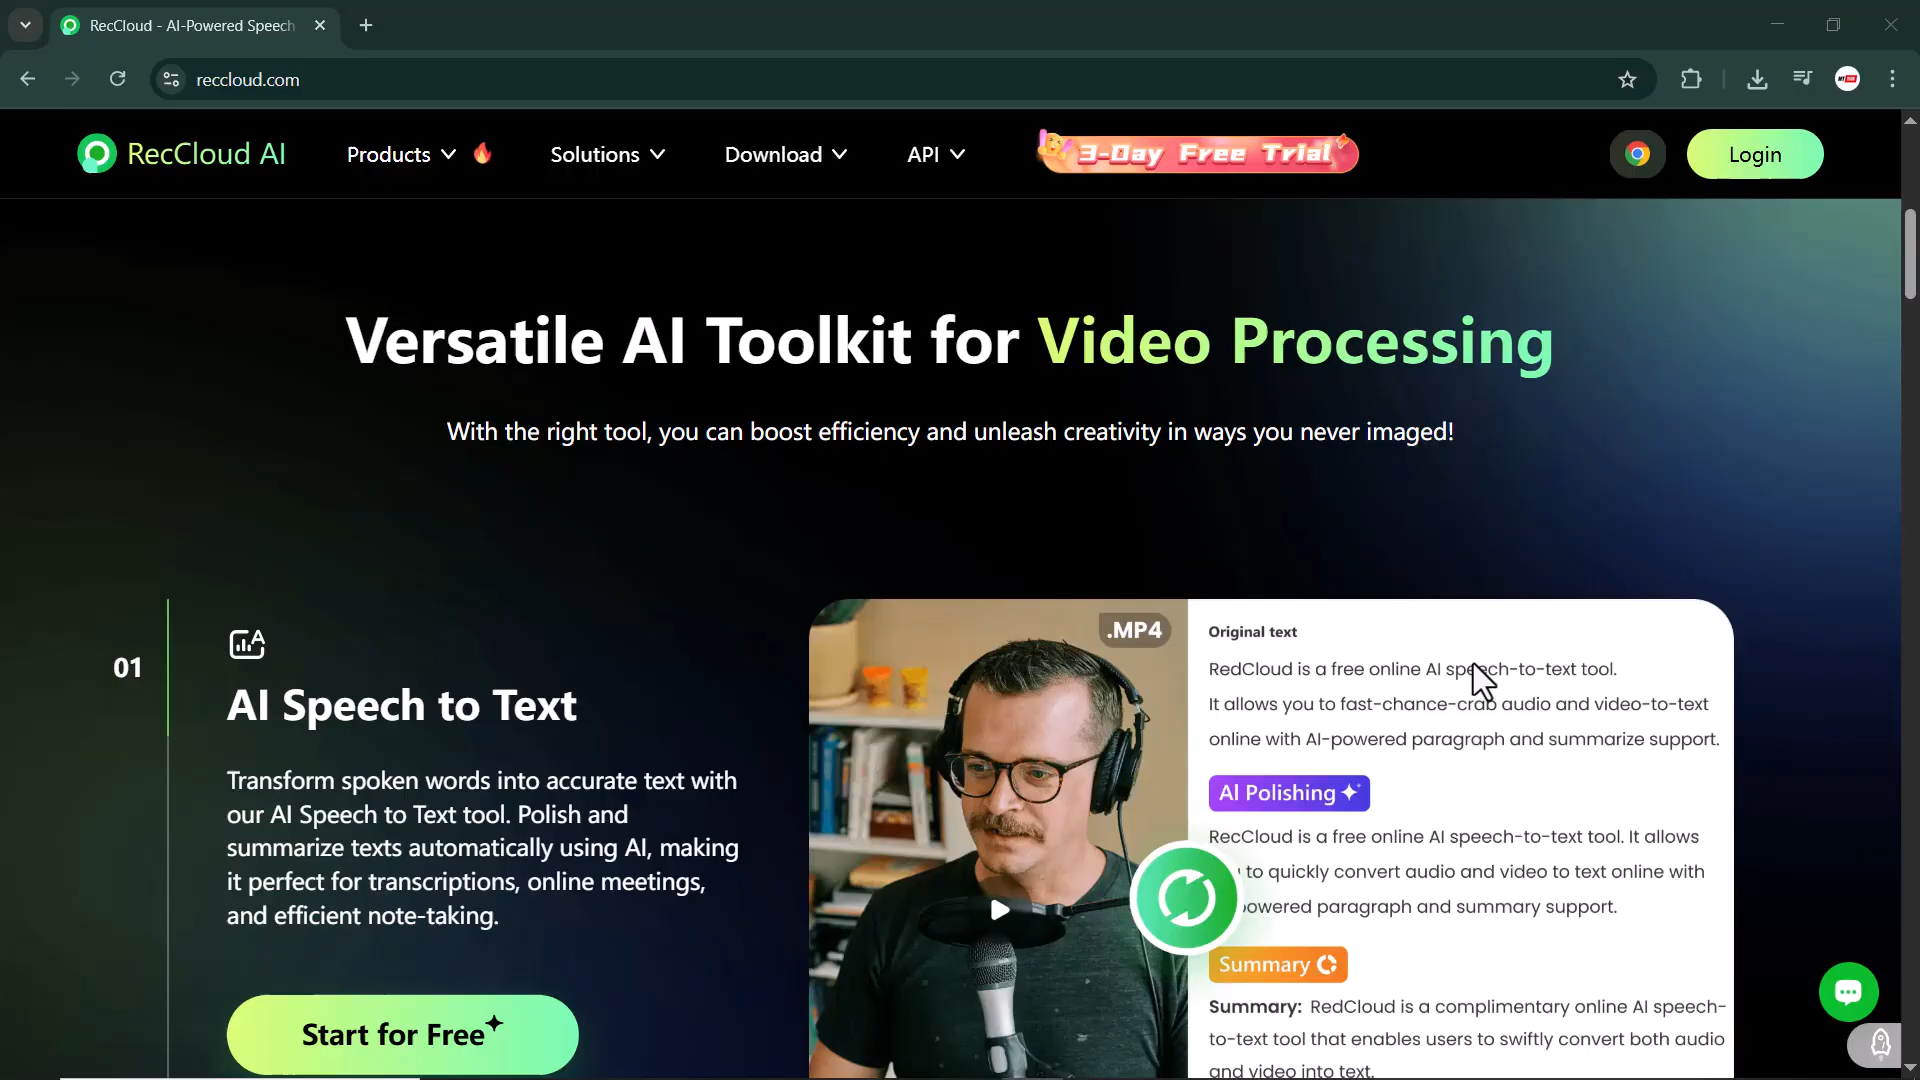 RecCloud - AI-Powered Speech
reccloud.com
RecCloud AI
Products
Solutions
Download
API
3-Day Free Trial
Login
Versatile AI Toolkit for Video Processing
With the right tool, you can boost efficiency and unleash creativity in ways you never imaged!
01
AI Speech to Text
Transform spoken words into accurate text with
our AI Speech to Text tool. Polish and
summarize texts automatically using AI, making
it perfect for transcriptions, online meetings,
and efficient note-taking.
Start for Free
.MP4
Original text
RedCloud is a free online AI speech-to-text tool.
It allows you to fast-chance-crab audio and video-to-text
online with AI-powered paragraph and summarize support.
AI Polishing
RecCloud is a free online AI speech-to-text tool. It allows
to quickly convert audio and video to text online with
powered paragraph and summary support.
Summary
Summary: RedCloud is a complimentary online AI speech-
to-text tool that enables users to swiftly convert both audio
and video into text.